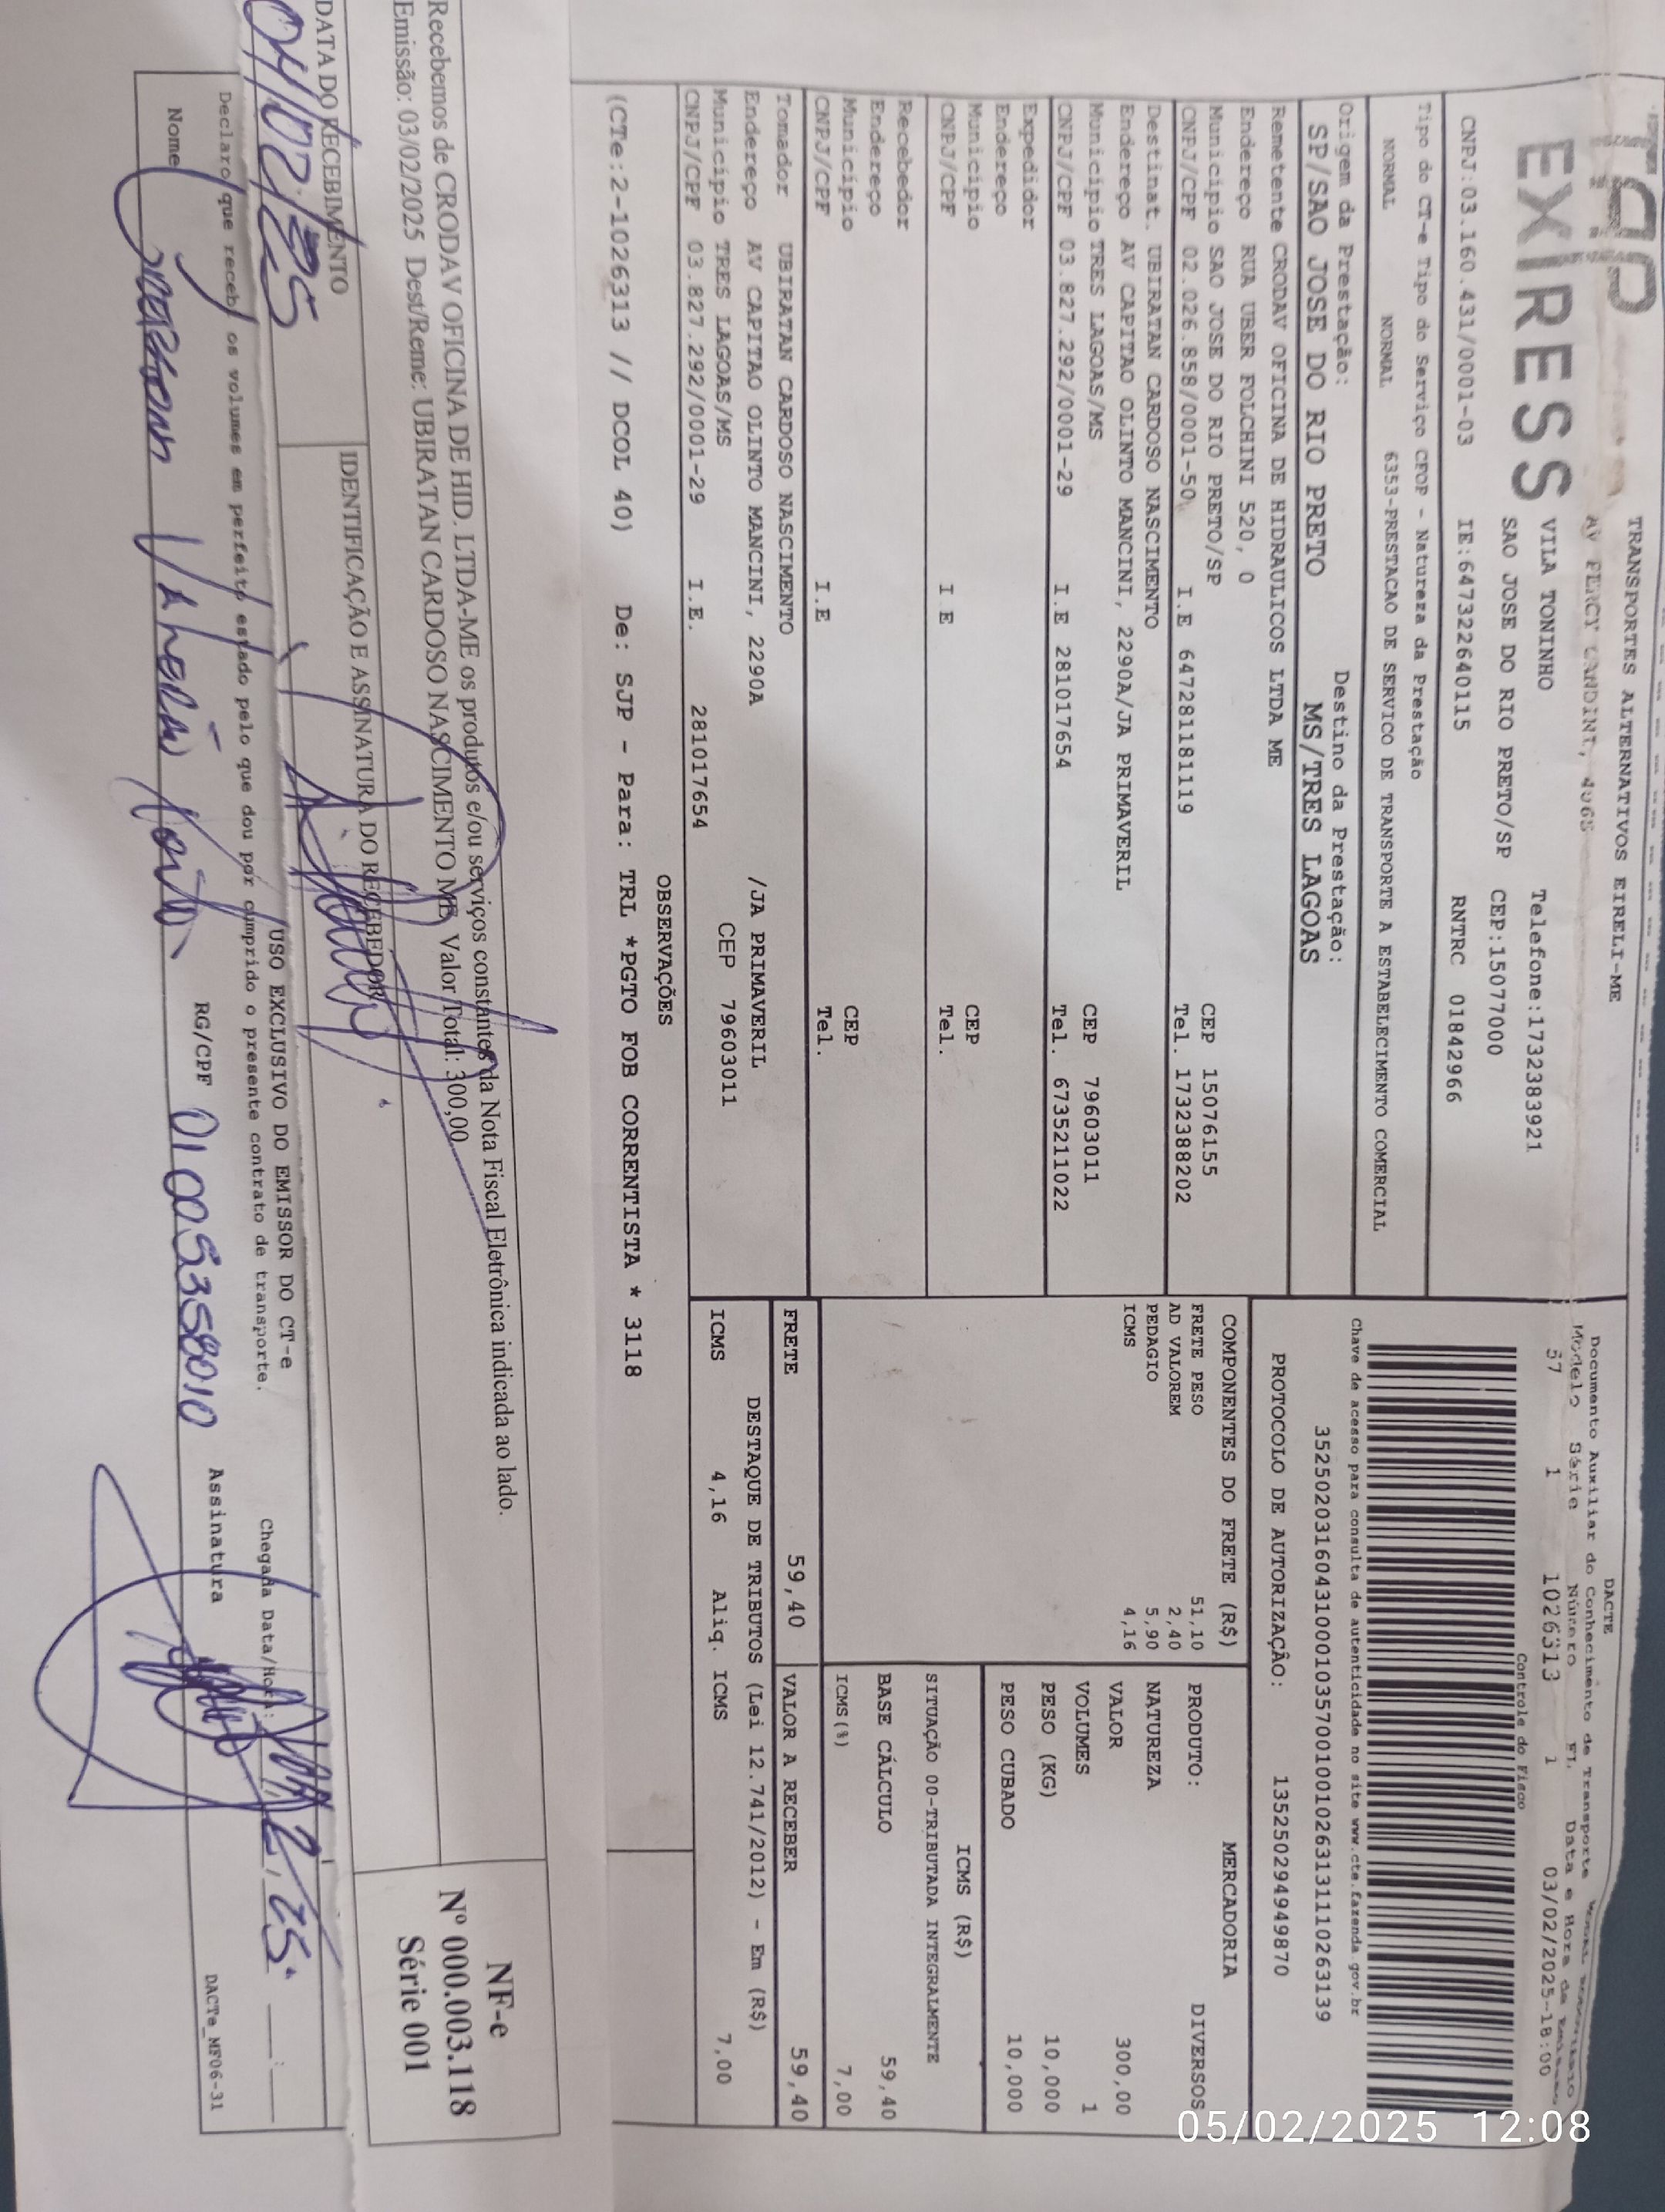 TAP
EXPRESS
TRANSPORTES ALTERNATIVOS EIRELI-ME
AV PERCY GANDINI,
VILA TONINHO Telefone:1732383921
SAO JOSE DO RIO PRETO/SP CEP:15077000
CNPJ:03.160.431/0001-03 IE:647322640115 RNTRC 01842966
DACTE
Documento Auxiliar do Conhecimento de Transporte
Modelo Série Número FL Data e Hora de
57 1 1026313 1 03/02/2025-18:00
Controle do Fisco
Tipo do CT-e Tipo do Serviço CFOP - Natureza da Prestação
NORMAL NORMAL 6353-PRESTACAO DE SERVICO DE TRANSPORTE A ESTABELECIMENTO COMERCIAL
Chave de acesso para consulta de autenticidade no site www.cte.fazenda.gov.br
35250203160431000103570010010263131110263139
Origem da Prestação: Destino da Prestação:
SP/SAO JOSE DO RIO PRETO MS/TRES LAGOAS
PROTOCOLO DE AUTORIZAÇÃO: 135250294949870
Remetente CRODAV OFICINA DE HIDRAULICOS LTDA ME
Endereço RUA UBER FOLCHINI 520, 0
Município SAO JOSE DO RIO PRETO/SP CEP 15076155
CNPJ/CPF 02.026.858/0001-50 I.E 647281181119 Tel. 1732388202
Destinat. UBIRATAN CARDOSO NASCIMENTO
Endereço AV CAPITAO OLINTO MANCINI, 2290A/JA PRIMAVERIL
Município TRES LAGOAS/MS CEP 79603011
CNPJ/CPF 03.827.292/0001-29 I.E 281017654 Tel. 6735211022
Expedidor
Endereço
Município CEP
CNPJ/CPF I E Tel.
Recebedor
Endereço
Município CEP
CNPJ/CPF I.E Tel.
Tomador UBIRATAN CARDOSO NASCIMENTO
Endereço AV CAPITAO OLINTO MANCINI, 2290A /JA PRIMAVERIL
Município TRES LAGOAS/MS CEP 79603011
CNPJ/CPF 03.827.292/0001-29 I.E. 281017654
COMPONENTES DO FRETE (R$)
FRETE PESO 51,10
AD VALOREM 2,40
PEDAGIO 5,90
ICMS 4,16
MERCADORIA
PRODUTO: DIVERSOS
NATUREZA
VALOR 300,00
VOLUMES 1
PESO (KG) 10,000
PESO CUBADO 10,000
ICMS (R$)
SITUAÇÃO 00-TRIBUTADA INTEGRALMENTE
BASE CÁLCULO 59,40
ICMS(%) 7,00
FRETE 59,40 VALOR A RECEBER 59,40
DESTAQUE DE TRIBUTOS (Lei 12.741/2012) - Em (R$)
ICMS 4,16 Aliq. ICMS 7,00
OBSERVAÇÕES
(CTe:2-1026313 // DCOL 40) De: SJP - Para: TRL *PGTO FOB CORRENTISTA * 3118
Recebemos de CRODAV OFICINA DE HID. LTDA-ME os produtos e/ou serviços constantes da Nota Fiscal Eletrônica indicada ao lado.
Emissão: 03/02/2025 Dest/Reme: UBIRATAN CARDOSO NASCIMENTO ME Valor Total: 300,00
NF-e
Nº 000.003.118
Série 001
DATA DO RECEBIMENTO IDENTIFICAÇÃO E ASSINATURA DO RECEBEDOR
04/02/25
USO EXCLUSIVO DO EMISSOR DO CT-e
Declaro que recebi os volumes em perfeito estado pelo que dou por cumprido o presente contrato de transporte.
Chegada Data/Hora: __:__
Nome RG/CPF 01005358010 Assinatura
DACTe_MF06-31
05/02/2025 12:08